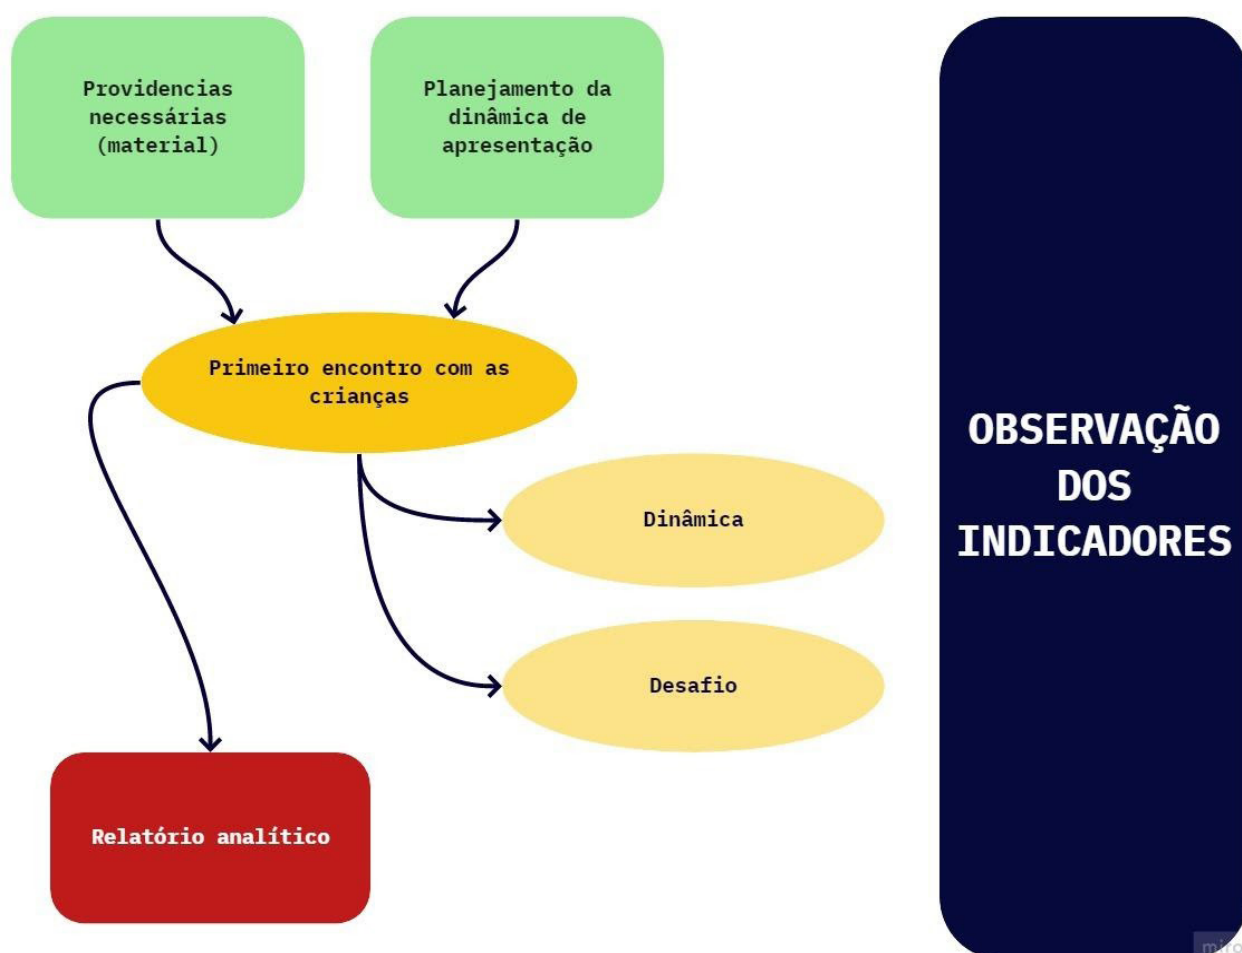 Providencias
necessárias
(material)
Planejamento da
dinâmica de
apresentação
Primeiro encontro com as
crianças
Dinâmica
Desafio
Relatório analítico
OBSERVAÇÃO
DOS
INDICADORES
miro